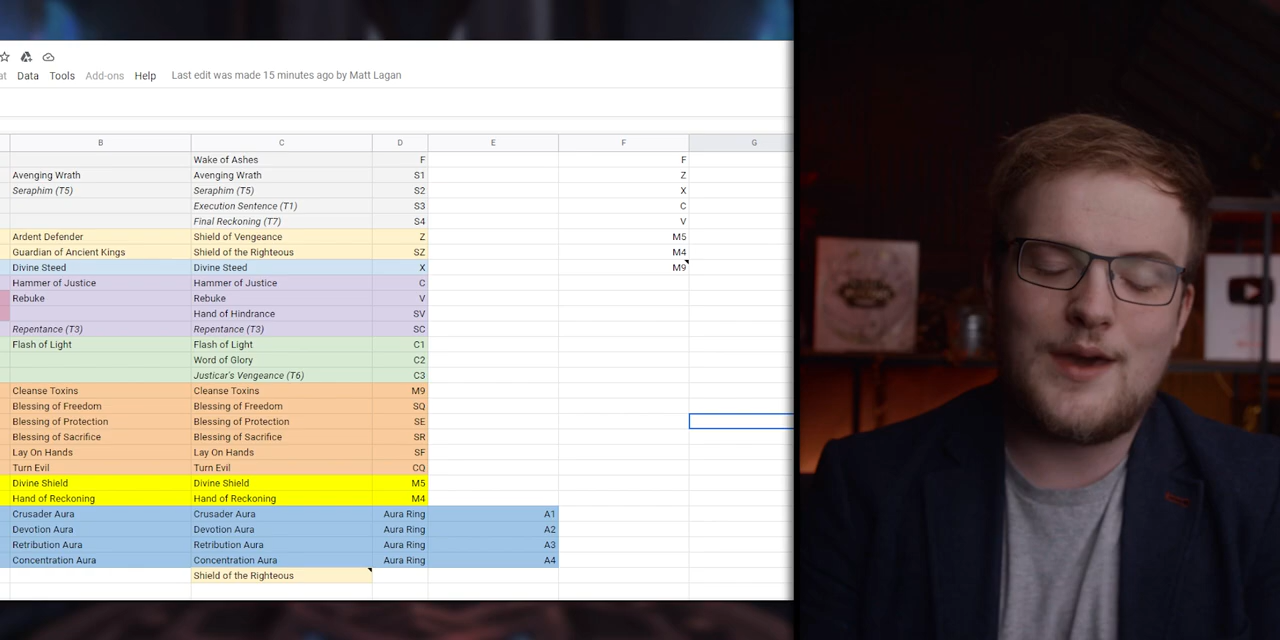 at Data Tools Add-ons Help Last edit was made 15 minutes ago by Matt Lagan
B C D E F G
Wake of Ashes F F
Avenging Wrath Avenging Wrath S1 Z
Seraphim (T5) Seraphim (T5) S2 X
Execution Sentence (T1) S3 C
Final Reckoning (T7) S4 V
Ardent Defender Shield of Vengeance Z M5
Guardian of Ancient Kings Shield of the Righteous SZ M4
Divine Steed Divine Steed X M9
Hammer of Justice Hammer of Justice C
Rebuke Rebuke V
Hand of Hindrance SV
Repentance (T3) Repentance (T3) SC
Flash of Light Flash of Light C1
Word of Glory C2
Justicar's Vengeance (T6) C3
Cleanse Toxins Cleanse Toxins M9
Blessing of Freedom Blessing of Freedom SQ
Blessing of Protection Blessing of Protection SE
Blessing of Sacrifice Blessing of Sacrifice SR
Lay On Hands Lay On Hands SF
Turn Evil Turn Evil CQ
Divine Shield Divine Shield M5
Hand of Reckoning Hand of Reckoning M4
Crusader Aura Crusader Aura Aura Ring A1
Devotion Aura Devotion Aura Aura Ring A2
Retribution Aura Retribution Aura Aura Ring A3
Concentration Aura Concentration Aura Aura Ring A4
Shield of the Righteous